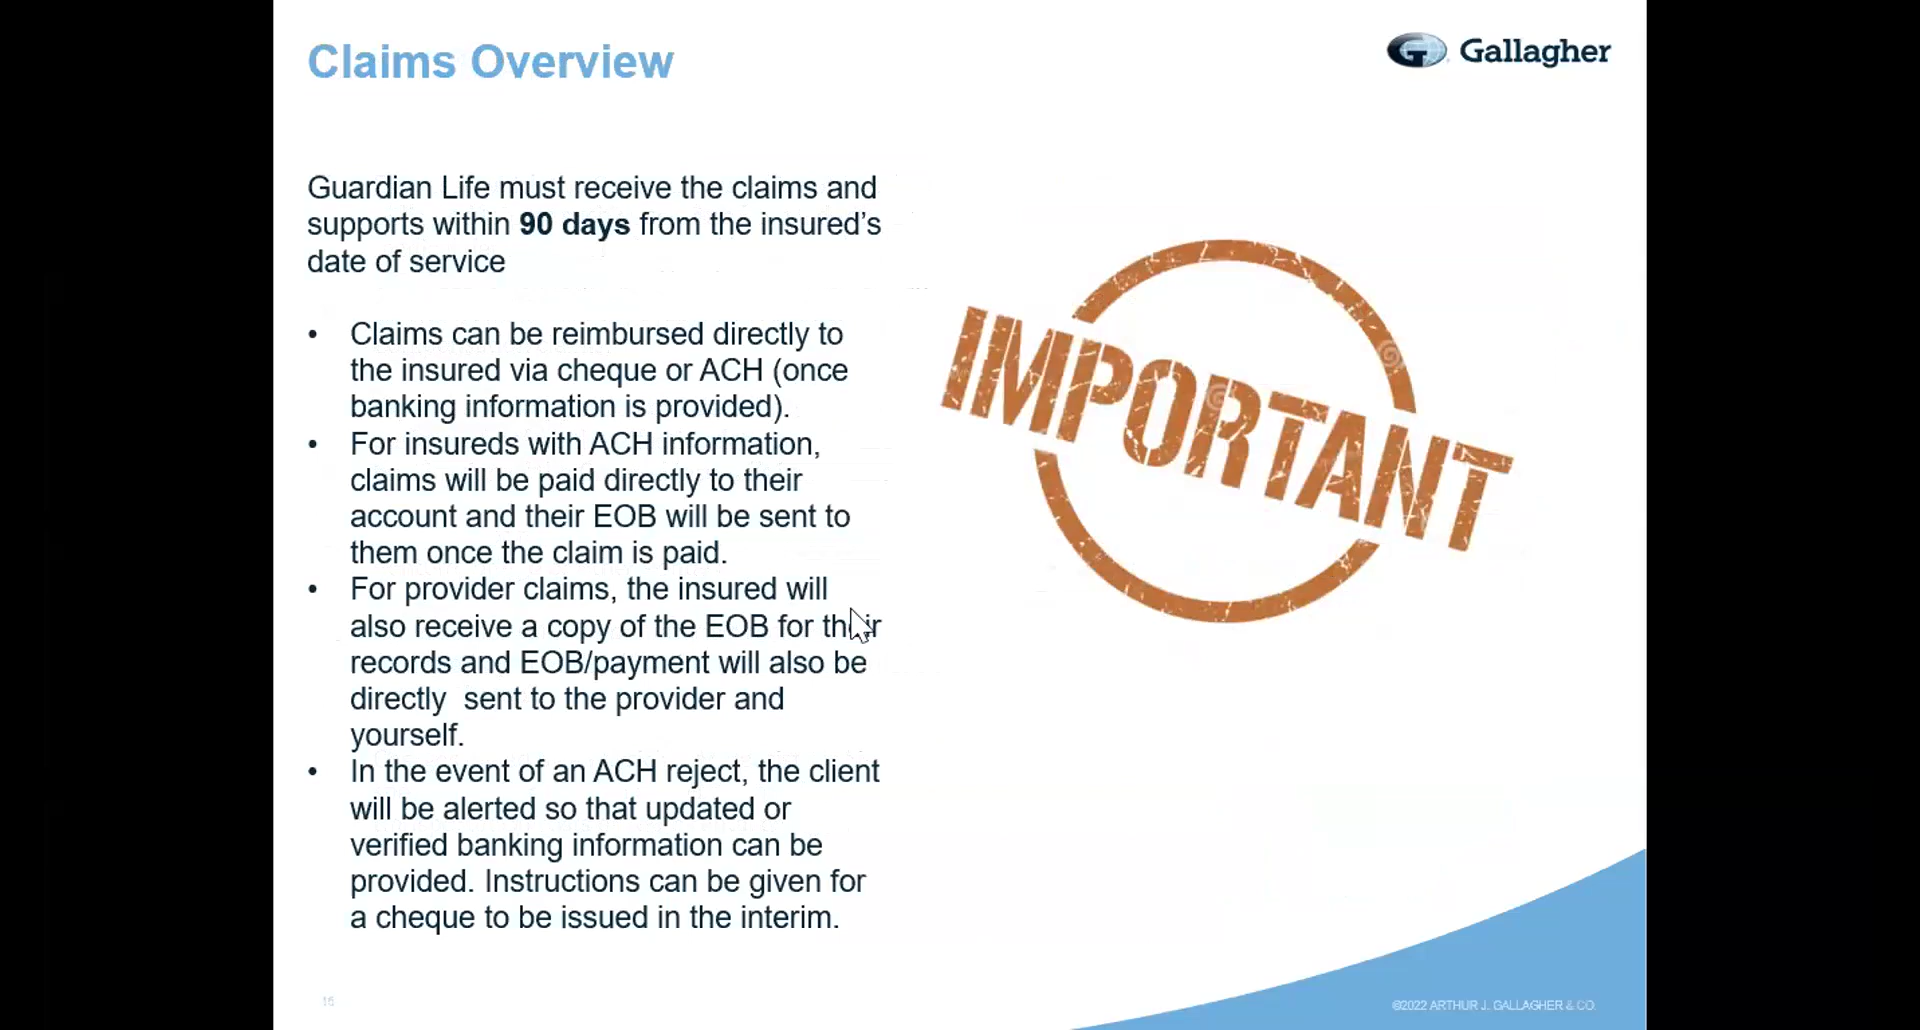 Claims Overview
Gallagher
Guardian Life must receive the claims and
supports within 90 days from the insured's
date of service
• Claims can be reimbursed directly to
the insured via cheque or ACH (once
banking information is provided).
• For insureds with ACH information,
claims will be paid directly to their
account and their EOB will be sent to
them once the claim is paid.
• For provider claims, the insured will
also receive a copy of the EOB for their
records and EOB/payment will also be
directly  sent to the provider and
yourself.
• In the event of an ACH reject, the client
will be alerted so that updated or
verified banking information can be
provided. Instructions can be given for
a cheque to be issued in the interim.
IMPORTANT
©2022 ARTHUR J. GALLAGHER & CO.